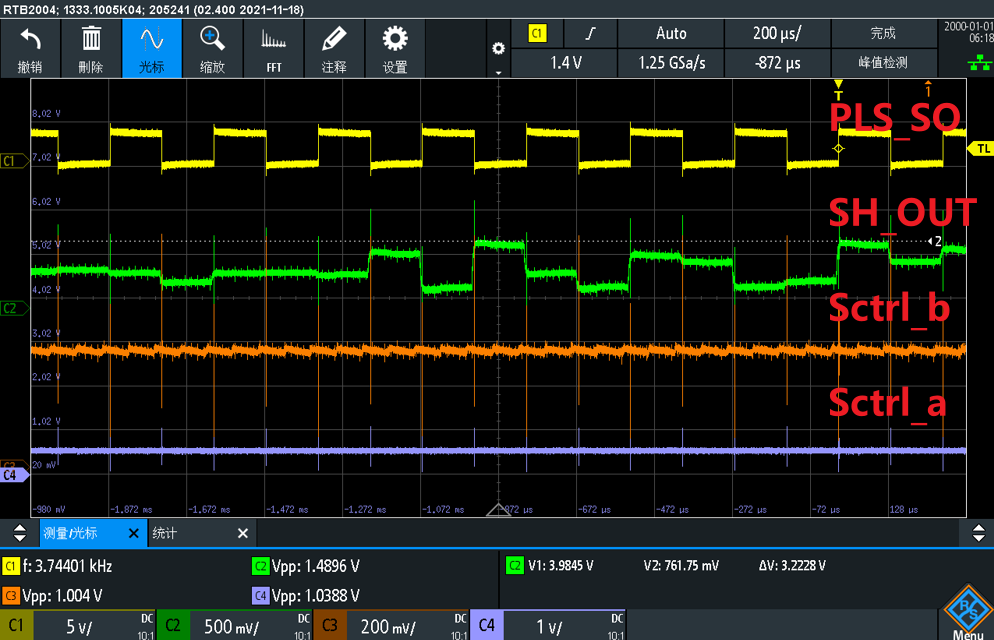 RTB2004; 1333.1005K04; 205241 (02.400 2021-11-18)
撤销 删除 光标 缩放 FFT 注释 设置
C1 Auto 200 µs/ 完成
1.4 V 1.25 GSa/s -872 µs 峰值检测
2000-01-01
06:18
T 1
8.02 V
PLS_SO
C1 7.02 V TL
6.02 V
SH_OUT
5.02 V 2
4.02 V
C2 Sctrl_b
3.02 V
2.02 V
Sctrl_a
1.02 V
20 mV
C4
-980 mV -1.872 ms -1.672 ms -1.472 ms -1.272 ms -1.072 ms -672 µs -472 µs -272 µs -72 µs 128 µs
测量/光标 × 统计 ×
C1 f: 3.74401 kHz C2 Vpp: 1.4896 V C2 V1: 3.9845 V V2: 761.75 mV ΔV: 3.2228 V
C3 Vpp: 1.004 V C4 Vpp: 1.0388 V
C1 5 V/ DC 10:1 C2 500 mV/ DC 10:1 C3 200 mV/ DC 10:1 C4 1 V/ DC 10:1
R&S
Menu